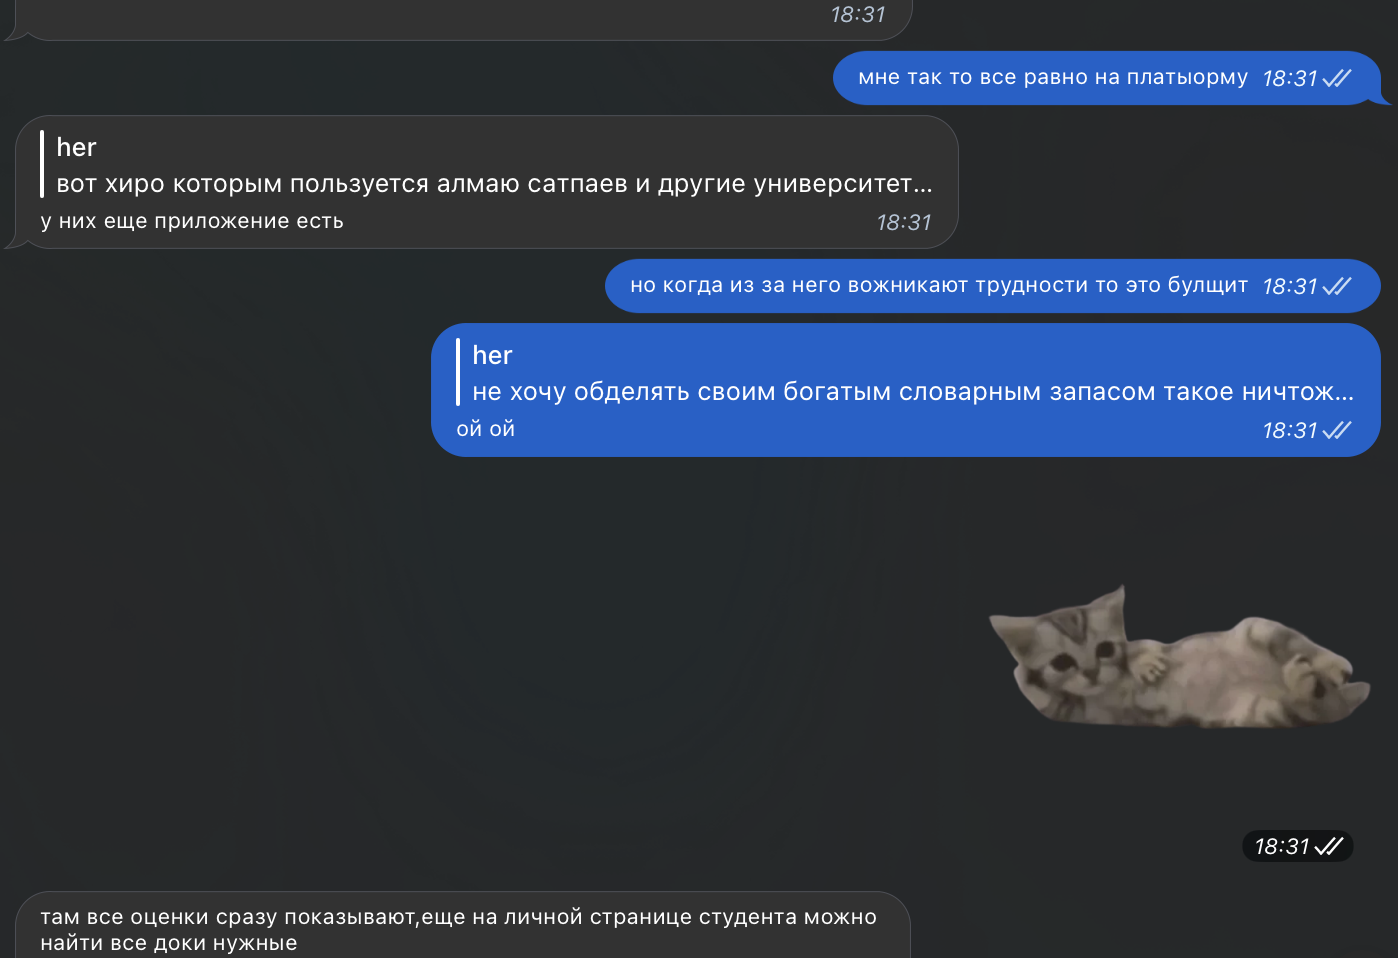 18:31
мне так то все равно на платыорму 18:31
her
вот хиро которым пользуется алмаю сатпаев и другие университет...
у них еще приложение есть 18:31
но когда из за него вожникают трудности то это булщит 18:31
her
не хочу обделять своим богатым словарным запасом такое ничтож...
ой ой 18:31
18:31
там все оценки сразу показывают,еще на личной странице студента можно
найти все доки нужные